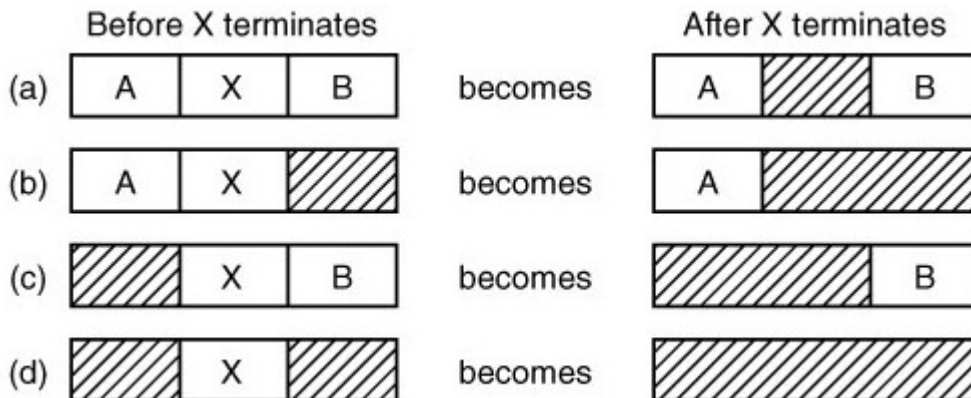 Before X terminates After X terminates
(a) A X B becomes A B
(b) A X becomes A
(c) X B becomes B
(d) X becomes